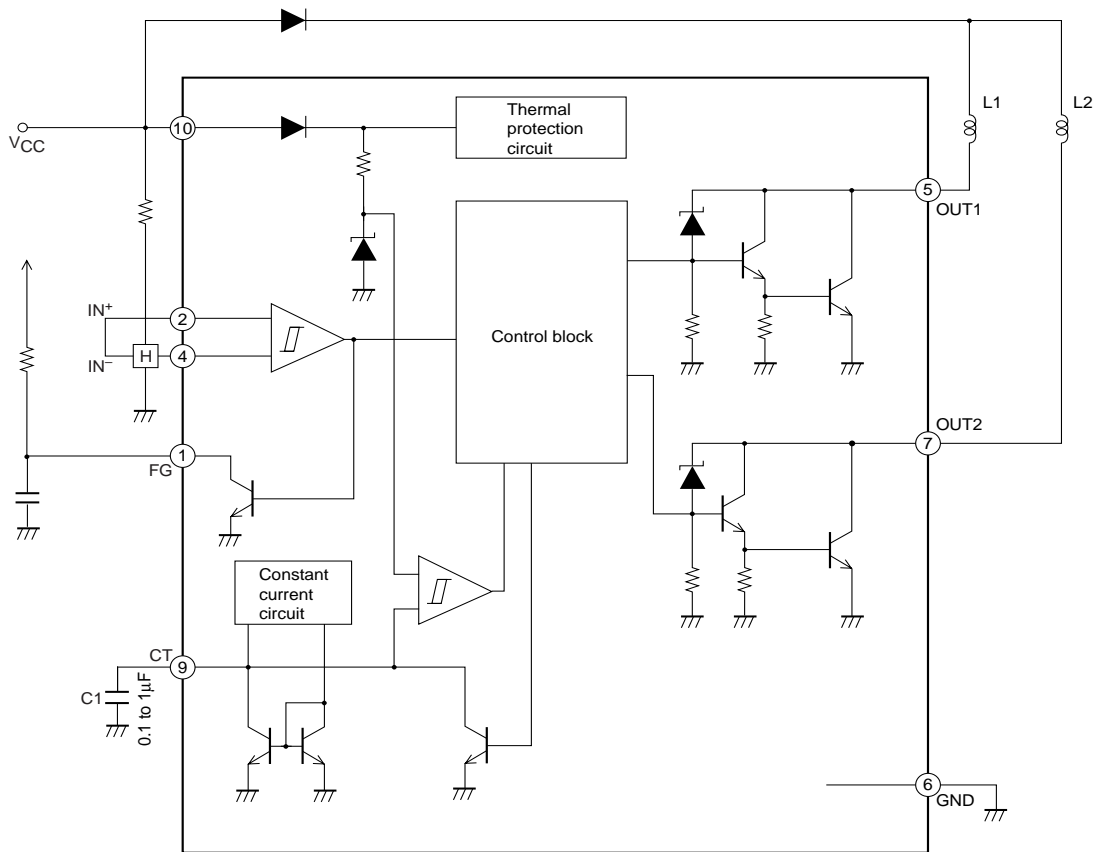 L1
L2
Thermal
protection
circuit
10
VCC
5
OUT1
IN+
2
Control block
H
4
IN−
OUT2
7
1
FG
Constant
current
circuit
CT
9
C1
0.1 to 1μF
6
GND